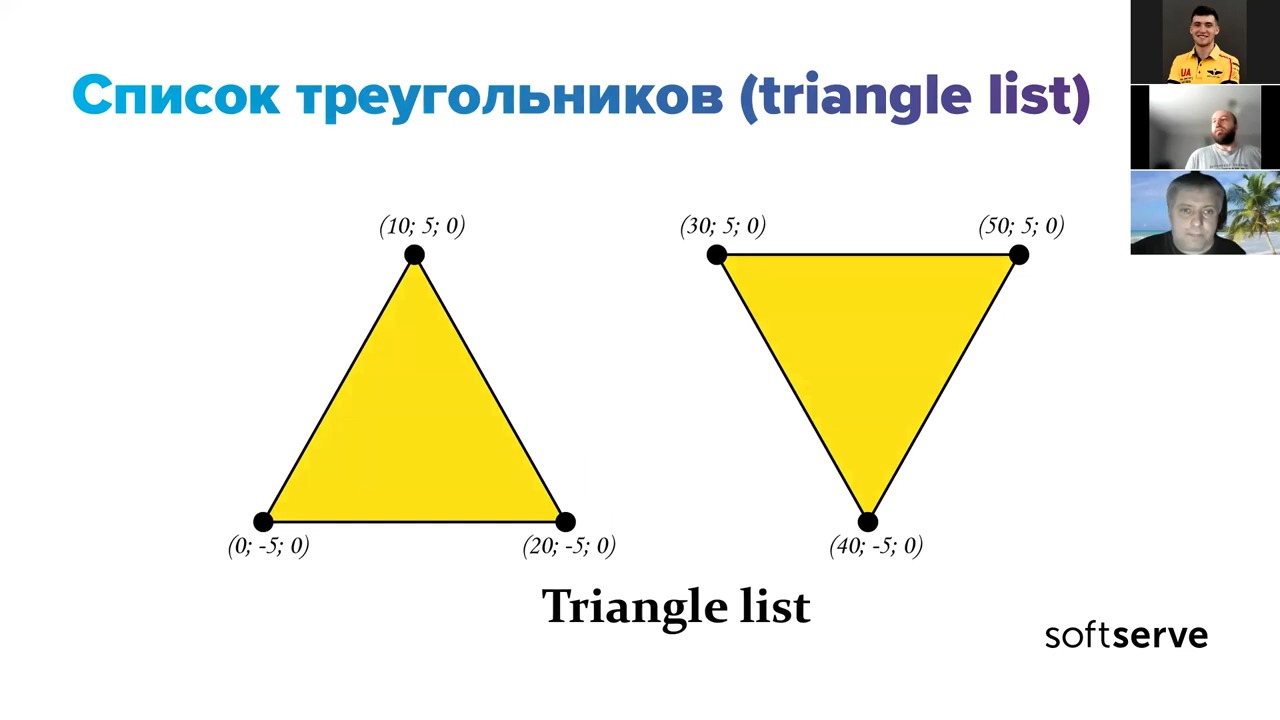 Список треугольников (triangle list)
(10; 5; 0)
(30; 5; 0)
(50; 5; 0)
(0; -5; 0)
(20; -5; 0)
(40; -5; 0)
Triangle list
softserve
UA